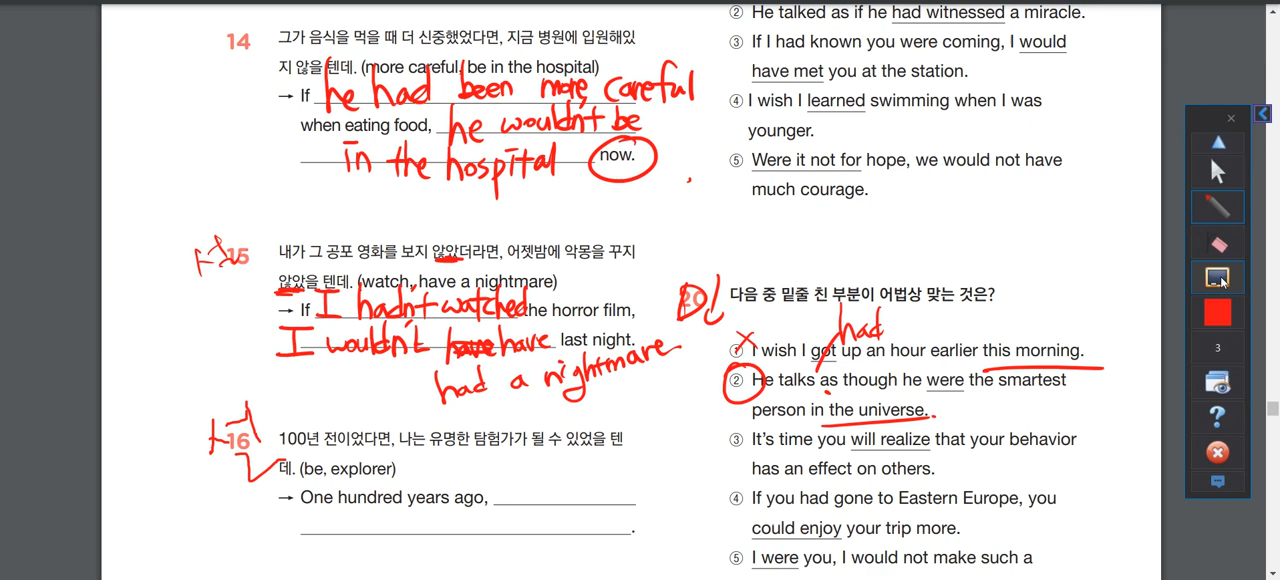 14
그가 음식을 먹을 때 더 신중했었다면, 지금 병원에 입원해있
지 않을 텐데. (more careful, be in the hospital)
→ If he had been more careful
when eating food, he wouldn't be
in the hospital now.
15
내가 그 공포 영화를 보지 않았더라면, 어젯밤에 악몽을 꾸지
않았을 텐데. (watch, have a nightmare)
→ If I hadn't watched the horror film,
I wouldn't have have last night.
had a nightmare
16
100년 전이었다면, 나는 유명한 탐험가가 될 수 있었을 텐
데. (be, explorer)
→ One hundred years ago,
.
② He talked as if he had witnessed a miracle.
③ If I had known you were coming, I would
have met you at the station.
④ I wish I learned swimming when I was
younger.
⑤ Were it not for hope, we would not have
much courage.
20
다음 중 밑줄 친 부분이 어법상 맞는 것은?
had
① I wish I got up an hour earlier this morning.
② He talks as though he were the smartest
person in the universe.
③ It's time you will realize that your behavior
has an effect on others.
④ If you had gone to Eastern Europe, you
could enjoy your trip more.
⑤ I were you, I would not make such a
3